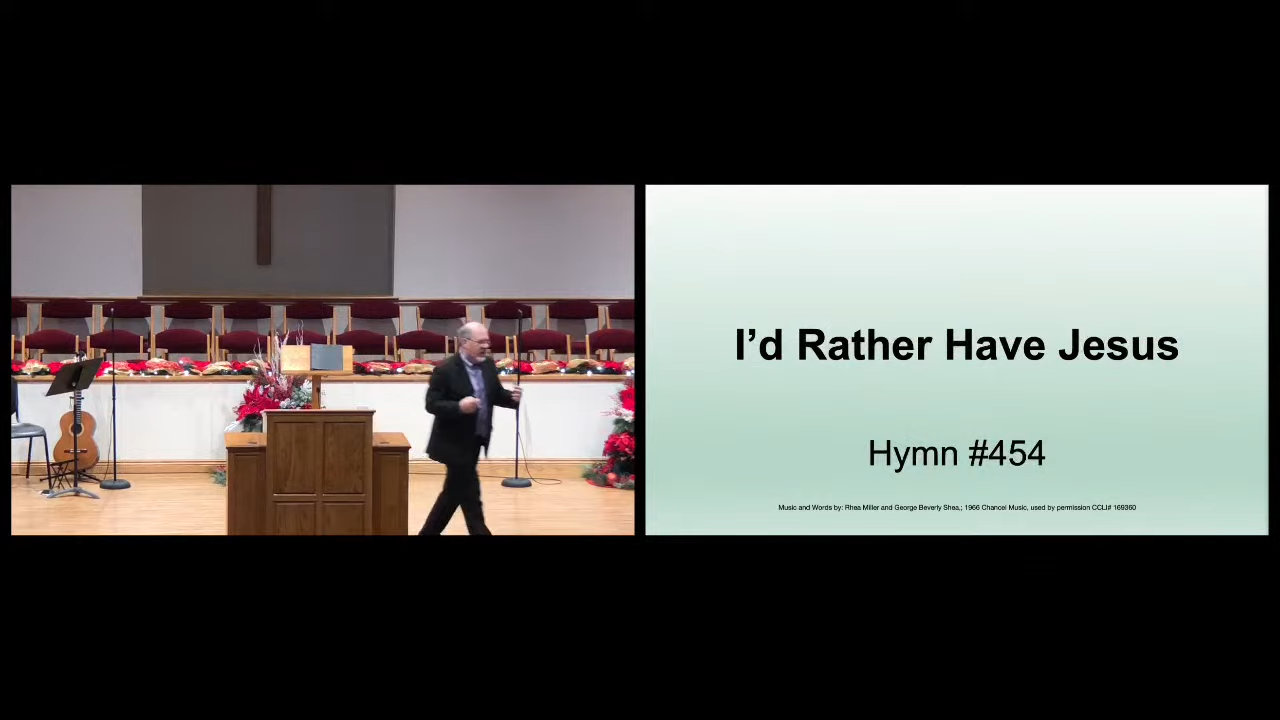 I’d Rather Have Jesus
Hymn #454
Music and Words by: Rhea Miller and George Beverly Shea,; 1966 Chancel Music, used by permission CCLI# 169360